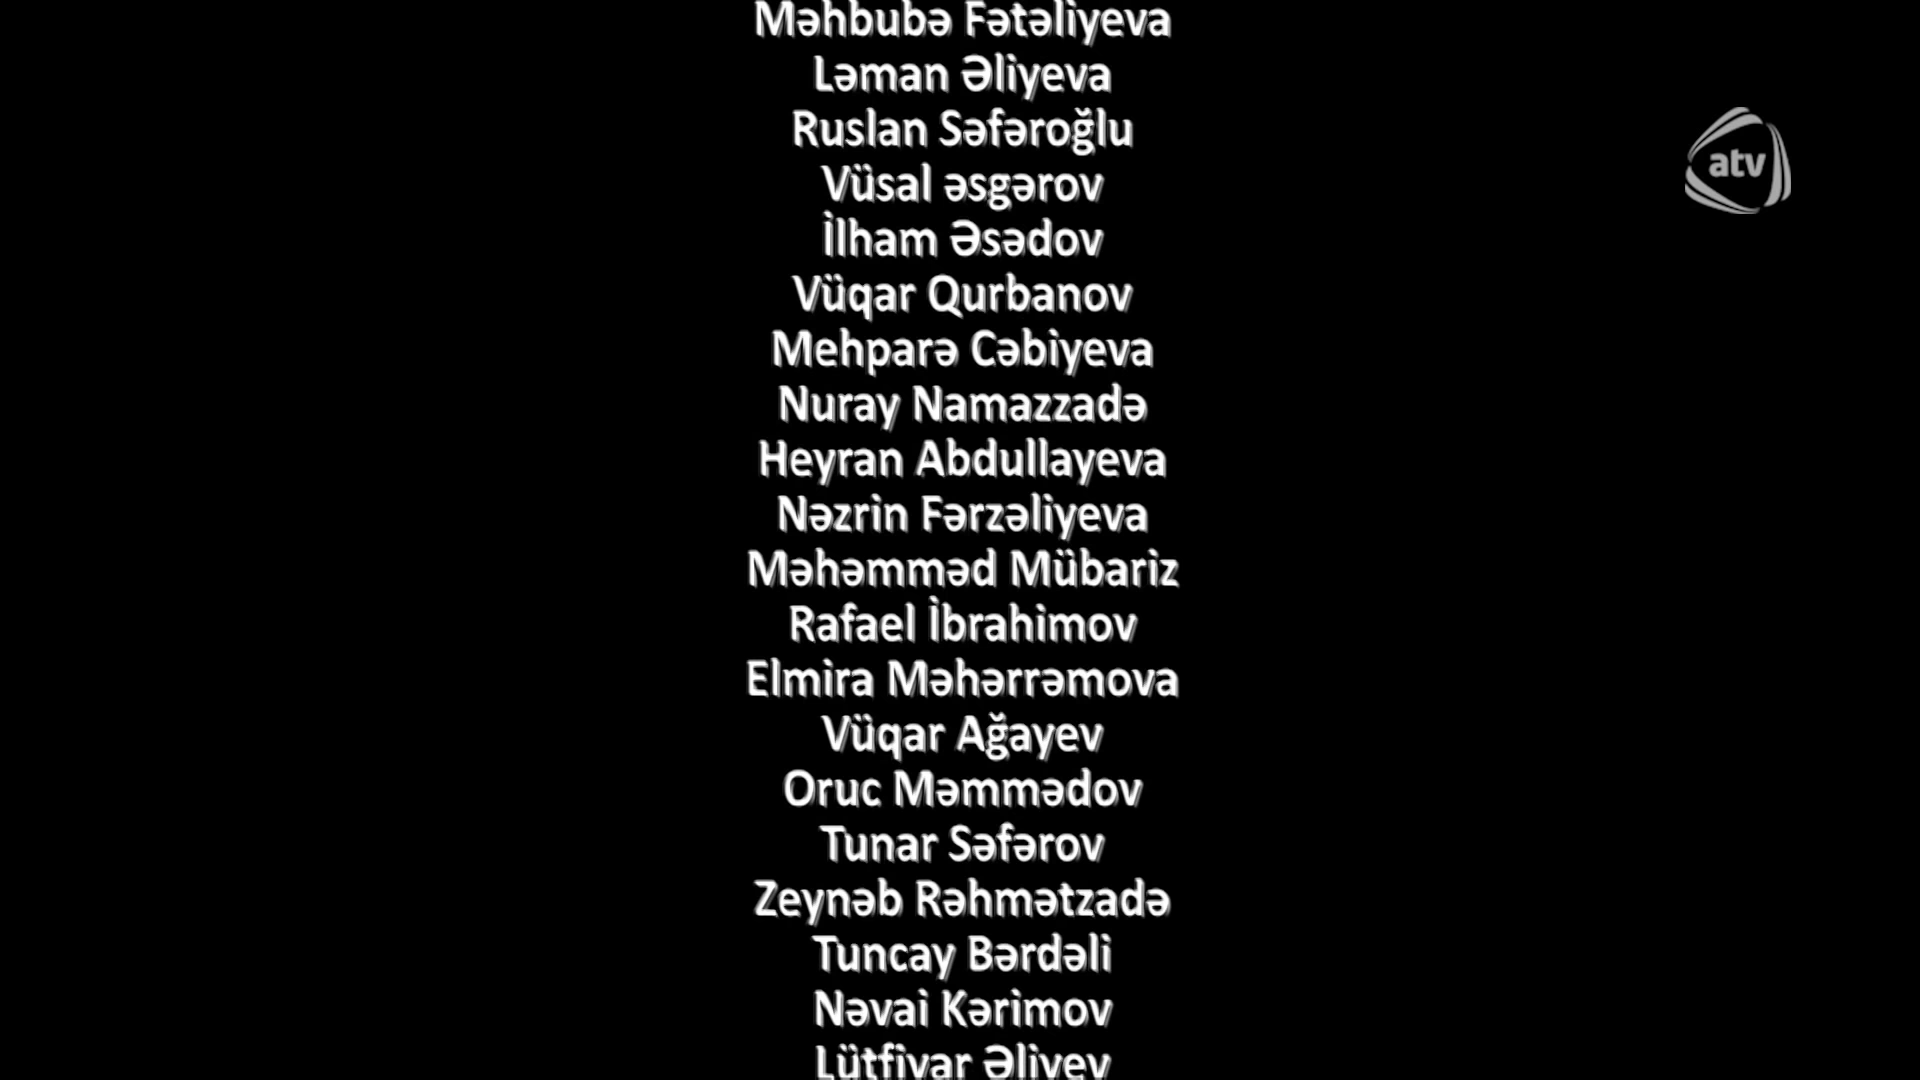 Məhbubə Fətəliyeva
Ləman Əliyeva
Ruslan Səfəroğlu
Vüsal əsgərov
İlham Əsədov
Vüqar Qurbanov
Mehparə Cəbiyeva
Nuray Namazzadə
Heyran Abdullayeva
Nəzrin Fərzəliyeva
Məhəmməd Mübariz
Rafael İbrahimov
Elmira Məhərrəmova
Vüqar Ağayev
Oruc Məmmədov
Tunar Səfərov
Zeynəb Rəhmətzadə
Tuncay Bərdəli
Nəvai Kərimov
Lütfiyar Əliyev
atv